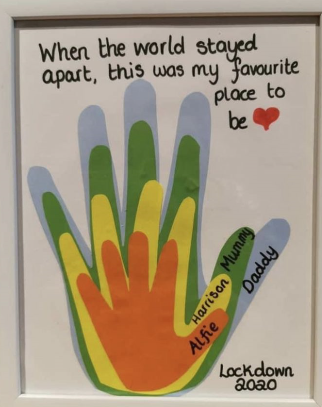 When the world stayed
apart, this was my favourite
place to
be
Mummy
Daddy
Harrison
Alfie
Lockdown
2020